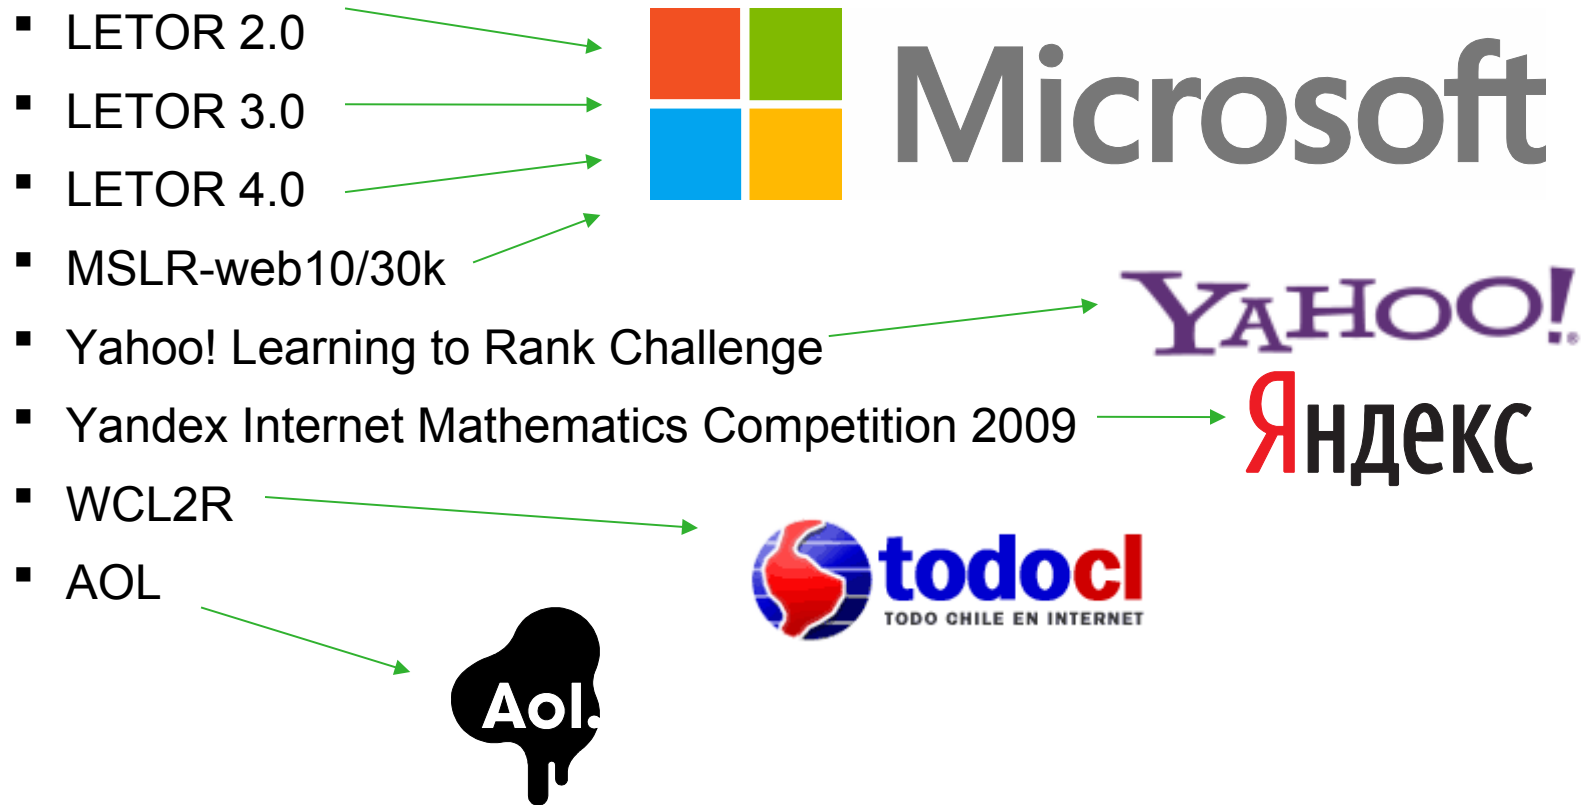 ▪ LETOR 2.0
▪ LETOR 3.0
▪ LETOR 4.0
▪ MSLR-web10/30k
▪ Yahoo! Learning to Rank Challenge
▪ Yandex Internet Mathematics Competition 2009
▪ WCL2R
▪ AOL
Microsoft
YAHOO!®
Яндекс
todocl
TODO CHILE EN INTERNET
Aol.